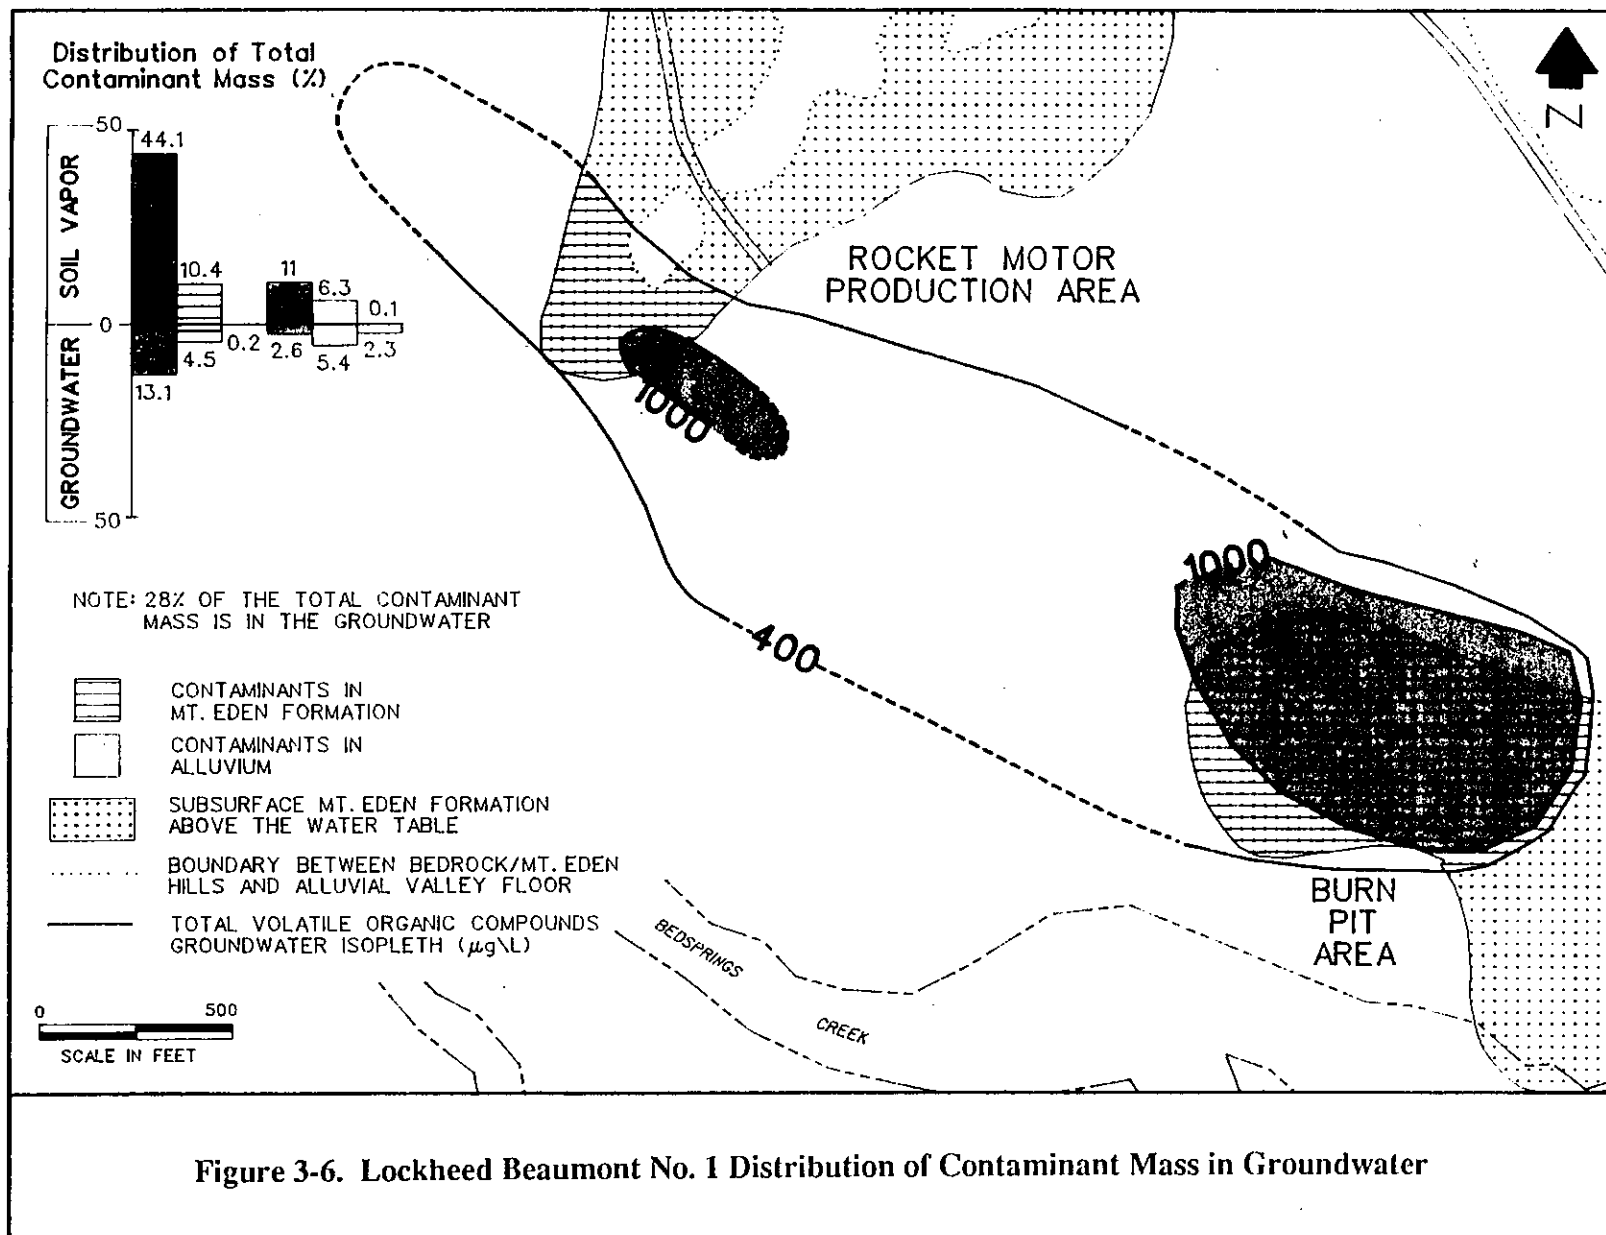 Distribution of Total
Contaminant Mass (%)
50
44.1
SOIL VAPOR
10.4
11
6.3
0.1
0
0.2
4.5
2.6
5.4
2.3
13.1
GROUNDWATER
50
NOTE: 28% OF THE TOTAL CONTAMINANT
MASS IS IN THE GROUNDWATER
CONTAMINANTS IN
MT. EDEN FORMATION
CONTAMINANTS IN
ALLUVIUM
SUBSURFACE MT. EDEN FORMATION
ABOVE THE WATER TABLE
BOUNDARY BETWEEN BEDROCK/MT. EDEN
HILLS AND ALLUVIAL VALLEY FLOOR
TOTAL VOLATILE ORGANIC COMPOUNDS
GROUNDWATER ISOPLETH (µg\L)
0 500
SCALE IN FEET
N
ROCKET MOTOR
PRODUCTION AREA
1000
1000
400
BURN
PIT
AREA
BEDSPRINGS
CREEK
Figure 3-6. Lockheed Beaumont No. 1 Distribution of Contaminant Mass in Groundwater